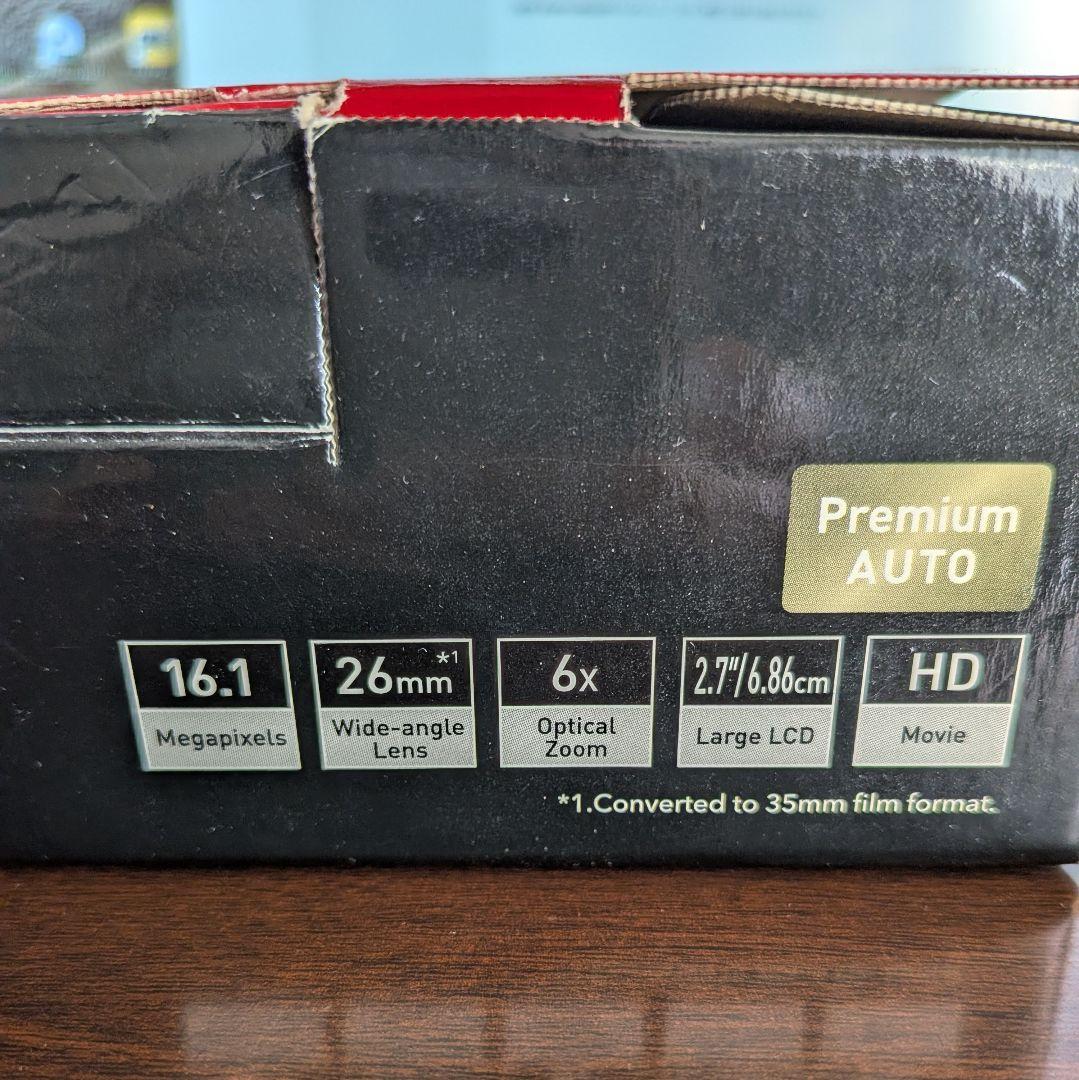 Premium
AUTO
16.1
Megapixels
26mm *1
Wide-angle
Lens
6x
Optical
Zoom
2.7"/6.86cm
Large LCD
HD
Movie
*1.Converted to 35mm film format.